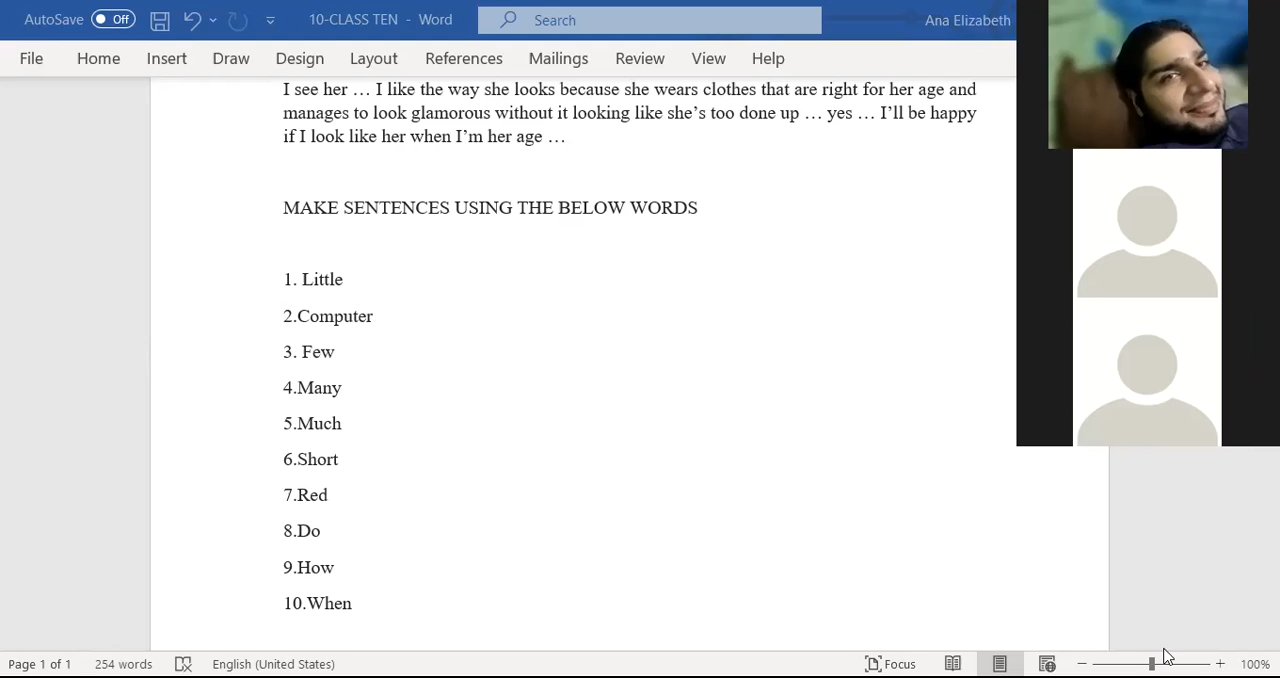 AutoSave Off 10-CLASS TEN - Word Search Ana Elizabeth
File Home Insert Draw Design Layout References Mailings Review View Help
I see her … I like the way she looks because she wears clothes that are right for her age and
manages to look glamorous without it looking like she’s too done up … yes … I’ll be happy
if I look like her when I’m her age …
MAKE SENTENCES USING THE BELOW WORDS
1. Little
2.Computer
3. Few
4.Many
5.Much
6.Short
7.Red
8.Do
9.How
10.When
Page 1 of 1 254 words English (United States) Focus 100%